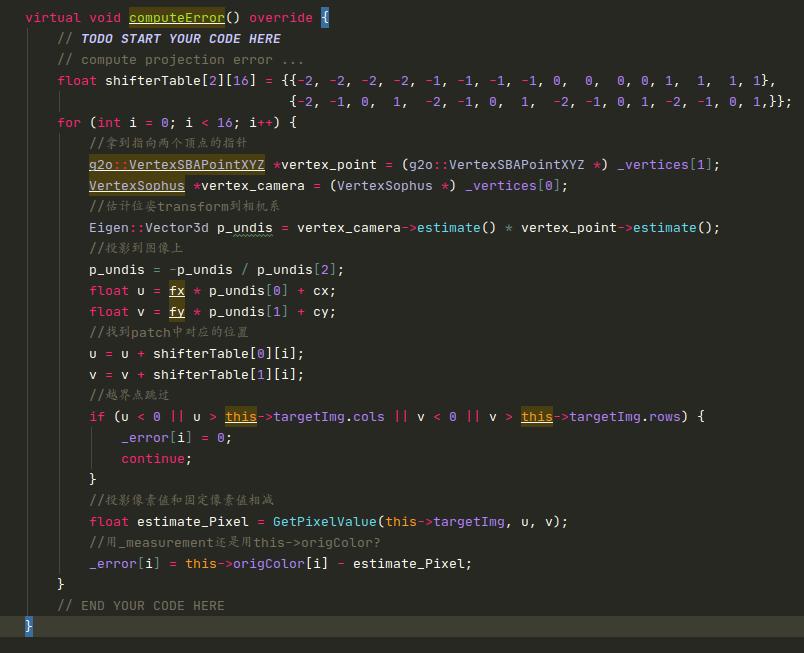 virtual void computeError() override {
// TODO START YOUR CODE HERE
// compute projection error ...
float shifterTable[2][16] = {{-2, -2, -2, -2, -1, -1, -1, -1, 0, 0, 0, 0, 1, 1, 1, 1},
{-2, -1, 0, 1, -2, -1, 0, 1, -2, -1, 0, 1, -2, -1, 0, 1,}};
for (int i = 0; i < 16; i++) {
//拿到指向两个顶点的指针
g2o::VertexSBAPointXYZ *vertex_point = (g2o::VertexSBAPointXYZ *) _vertices[1];
VertexSophus *vertex_camera = (VertexSophus *) _vertices[0];
//估计位姿transform到相机系
Eigen::Vector3d p_undis = vertex_camera->estimate() * vertex_point->estimate();
//投影到图像上
p_undis = -p_undis / p_undis[2];
float u = fx * p_undis[0] + cx;
float v = fy * p_undis[1] + cy;
//找到patch中对应的位置
u = u + shifterTable[0][i];
v = v + shifterTable[1][i];
//越界点跳过
if (u < 0 || u > this->targetImg.cols || v < 0 || v > this->targetImg.rows) {
_error[i] = 0;
continue;
}
//投影像素值和固定像素值相减
float estimate_Pixel = GetPixelValue(this->targetImg, u, v);
//用_measurement还是用this->origColor?
_error[i] = this->origColor[i] - estimate_Pixel;
}
// END YOUR CODE HERE
}